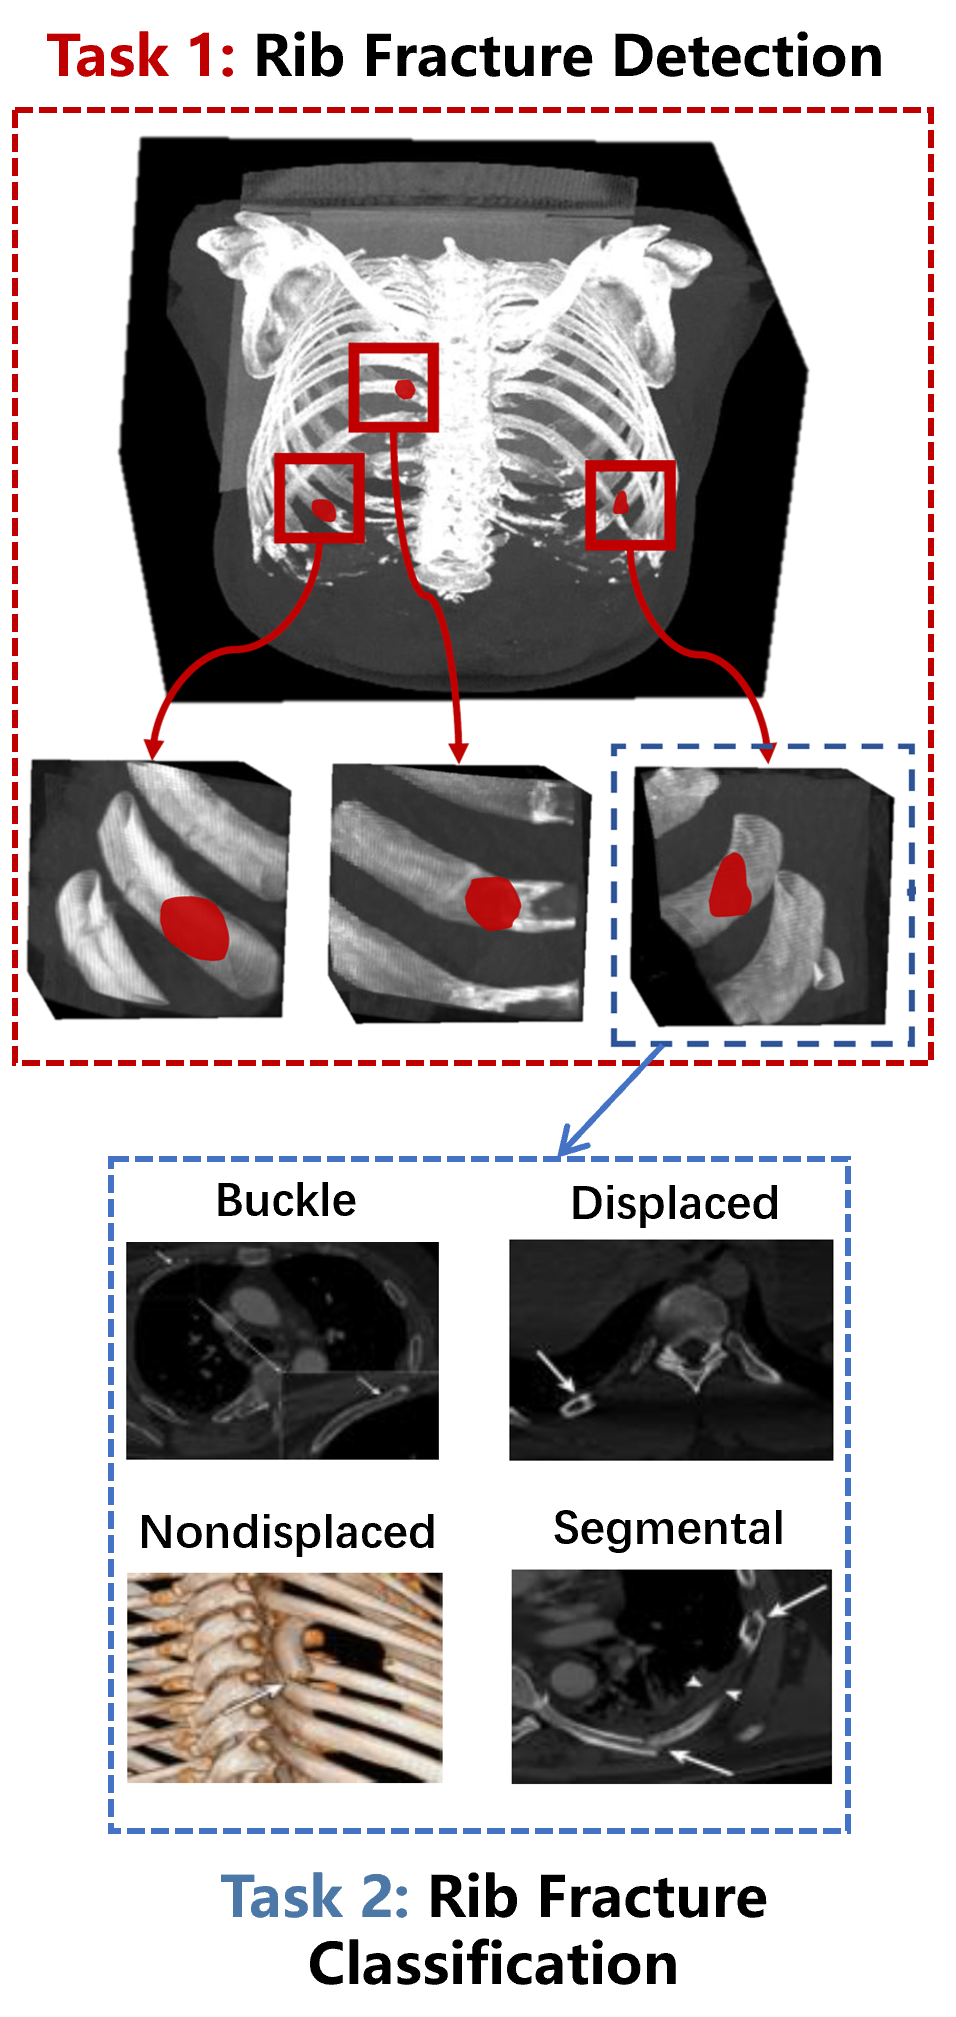 Task 1: Rib Fracture Detection
Buckle
Displaced
Nondisplaced
Segmental
Task 2: Rib Fracture
Classification